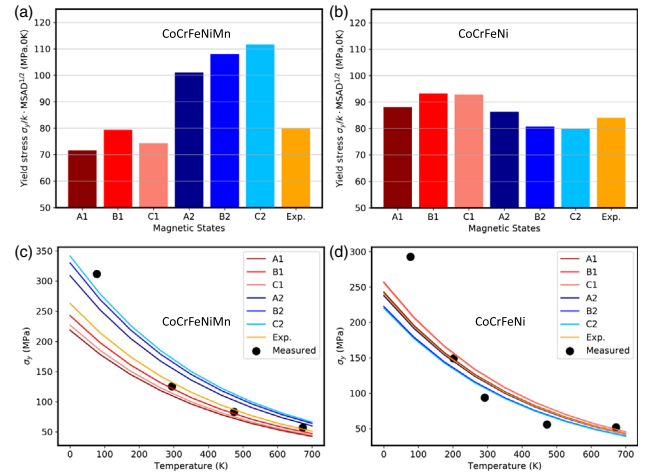 (a)
CoCrFeNiMn
Yield stress σy/k · MSAD1/2 (MPa,0K)
120
110
100
90
80
70
60
50
A1 B1 C1 A2 B2 C2 Exp.
Magnetic States
(b)
CoCrFeNi
Yield stress σy/k · MSAD1/2 (MPa,0K)
120
110
100
90
80
70
60
50
A1 B1 C1 A2 B2 C2 Exp.
Magnetic States
(c)
CoCrFeNiMn
A1
B1
C1
A2
B2
C2
Exp.
Measured
σy (MPa)
350
300
250
200
150
100
50
0 100 200 300 400 500 600 700
Temperature (K)
(d)
CoCrFeNi
A1
B1
C1
A2
B2
C2
Exp.
Measured
σy (MPa)
300
250
200
150
100
50
0 100 200 300 400 500 600 700
Temperature (K)